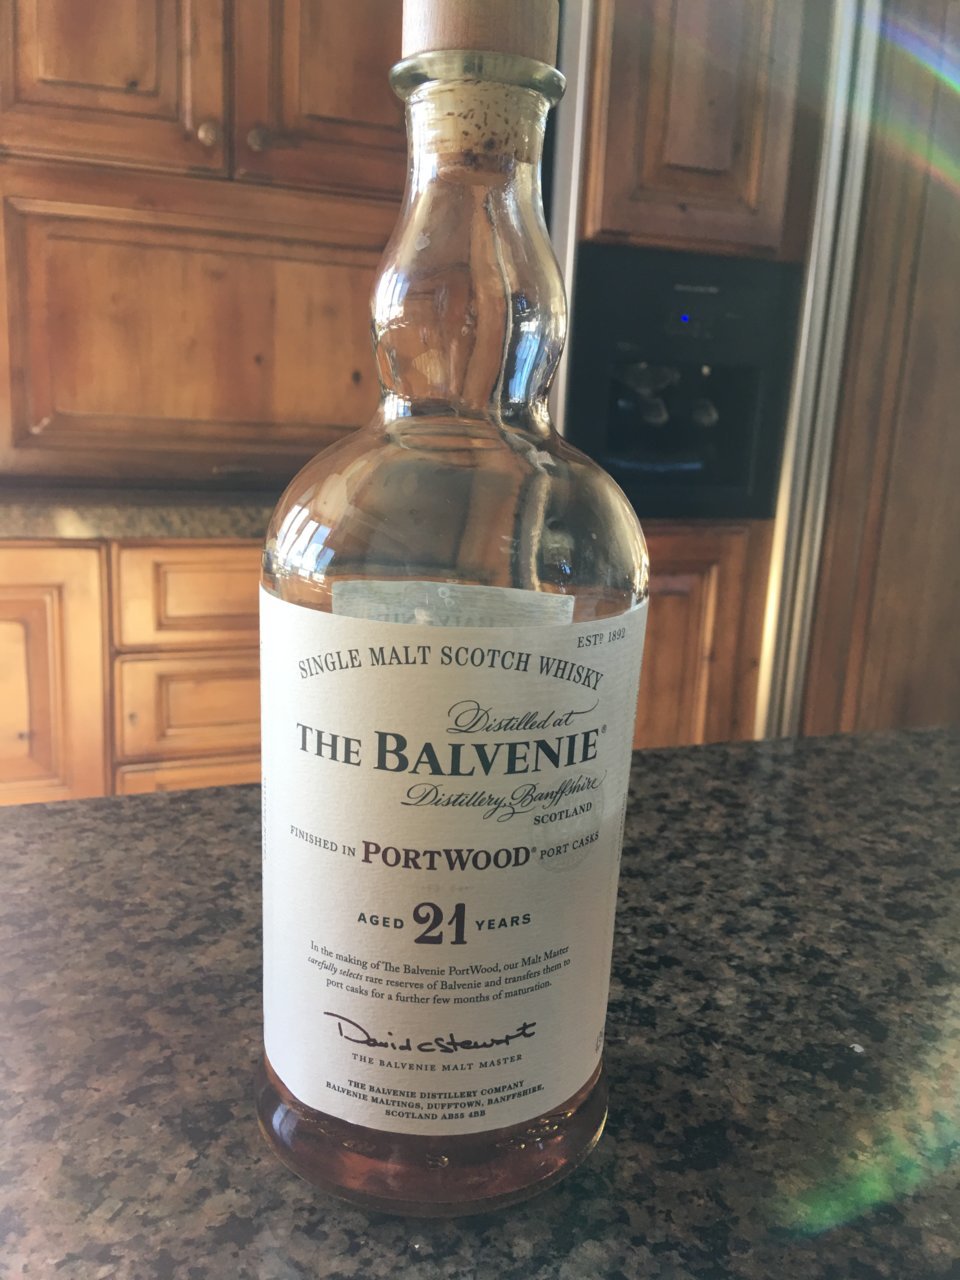 ESTD 1892
SINGLE MALT SCOTCH WHISKY
Distilled at
THE BALVENIE®
Distillery, Banffshire
SCOTLAND
FINISHED IN PORTWOOD® PORT CASKS
AGED 21 YEARS
In the making of The Balvenie PortWood, our Malt Master
carefully selects rare reserves of Balvenie and transfers them to
port casks for a further few months of maturation.
David C Stewart
THE BALVENIE MALT MASTER
THE BALVENIE DISTILLERY COMPANY
BALVENIE MALTINGS, DUFFTOWN, BANFFSHIRE,
SCOTLAND AB55 4BB